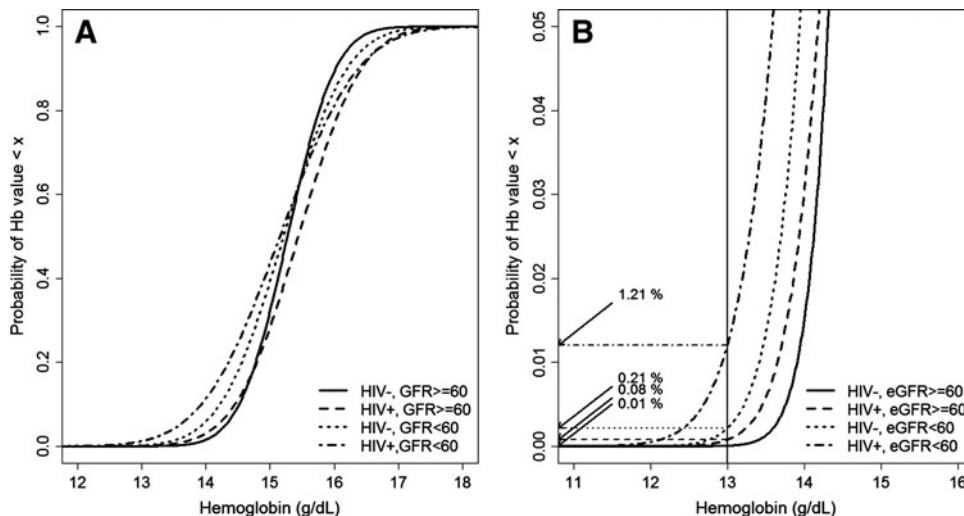 A
Probability of Hb value < x
1.0
0.8
0.6
0.4
0.2
0.0
HIV-, GFR>=60
HIV+, GFR>=60
HIV-, GFR<60
HIV+,GFR<60
12 13 14 15 16 17 18
Hemoglobin (g/dL)
B
Probability of Hb value < x
0.05
0.04
0.03
0.02
0.01
0.00
1.21 %
0.21 %
0.08 %
0.01 %
HIV-, eGFR>=60
HIV+, eGFR>=60
HIV-, eGFR<60
HIV+, eGFR<60
11 12 13 14 15 16
Hemoglobin (g/dL)